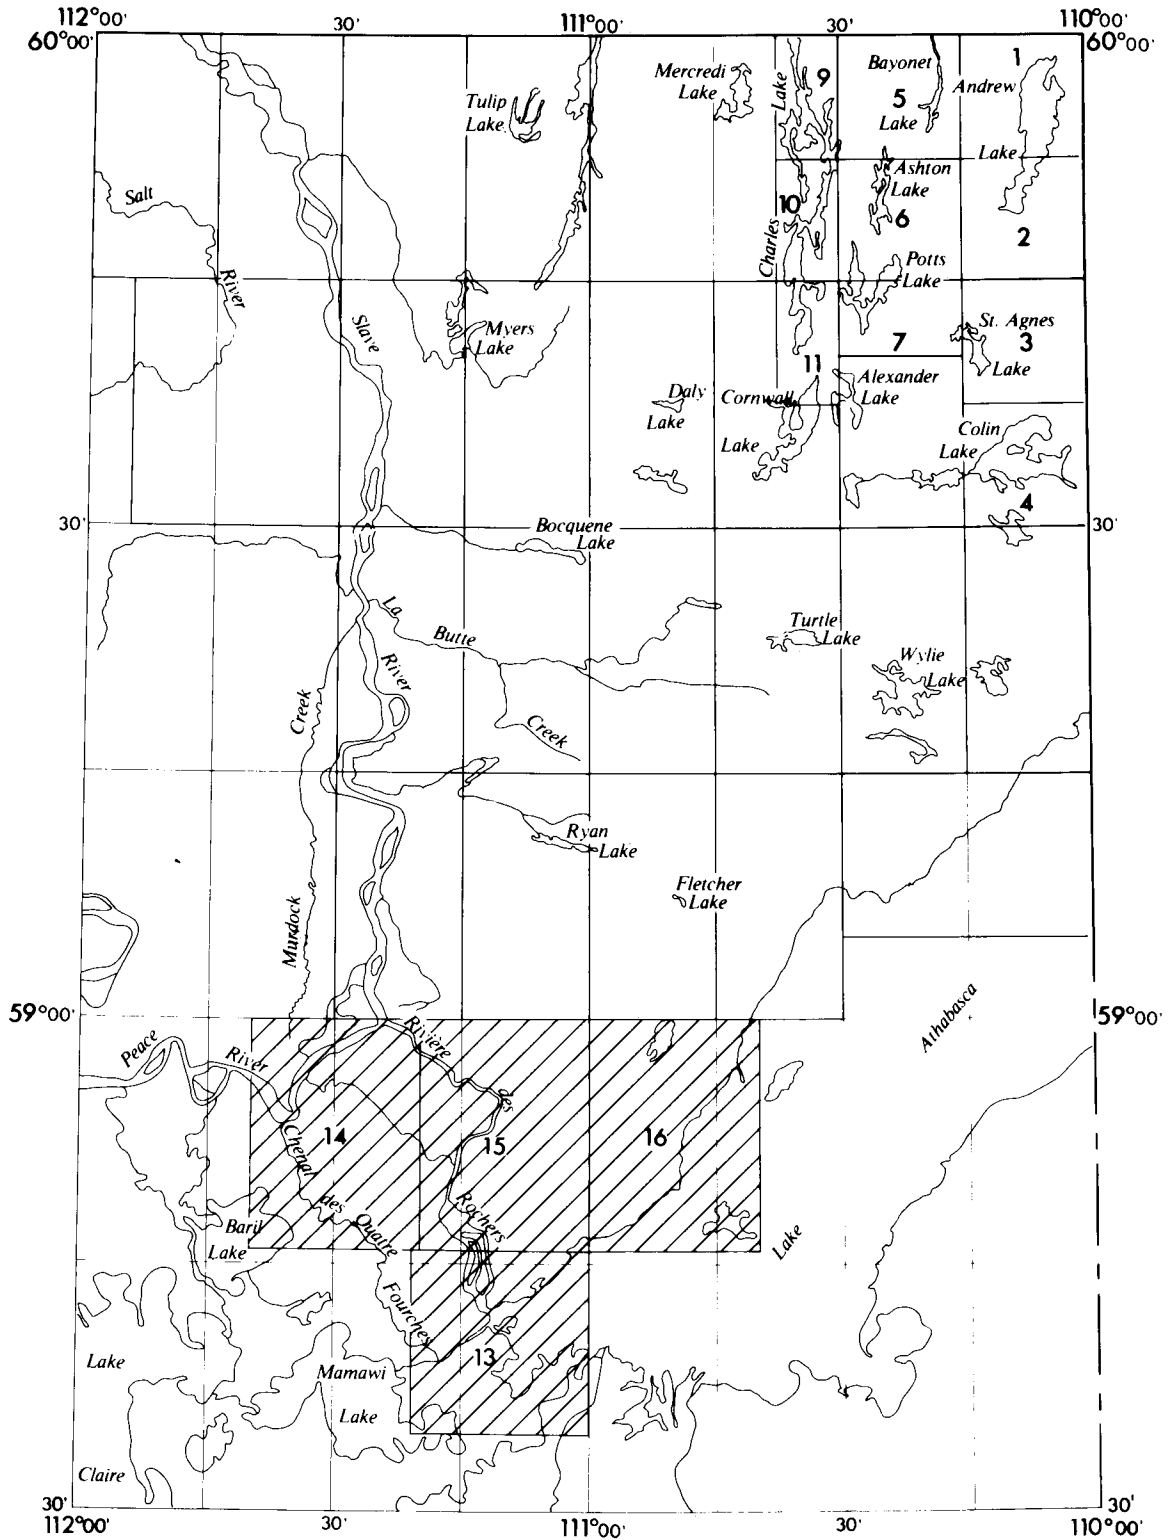 112°00'
30'
111°00'
30'
110°00'
60°00'
60°00'
Tulip
Lake
Mercredi
Lake
Lake
9
Bayonet
5
Lake
1
Andrew
Lake
Salt
River
10
Charles
Ashton
Lake
6
2
Potts
Lake
Slave
Myers
Lake
7
St. Agnes
3
Lake
11
Daly
Lake
Cornwall
Lake
Alexander
Lake
Colin
Lake
4
30'
30'
Bocquene
Lake
La
Butte
Creek
River
Turtle
Lake
Wylie
Lake
Creek
Murdock
Ryan
Lake
Fletcher
Lake
59°00'
59°00'
Athabasca
Lake
Peace
River
Rivière
des
Rochers
14
15
16
Chenal
des Quatre
Fourches
Baril
Lake
13
Lake
Claire
Mamawi
Lake
30'
30'
112°00'
30'
111°00'
30'
110°00'